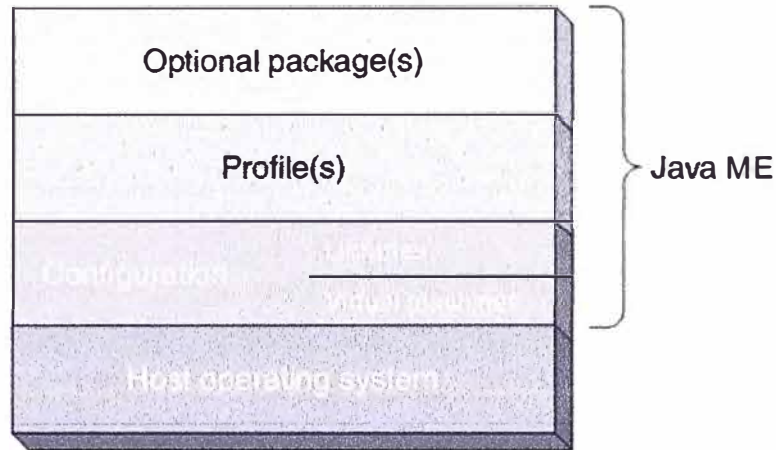 Optional package(s)
Profile(s)
Java ME
Configuration
Libraries
Virtual machine
Host operating system